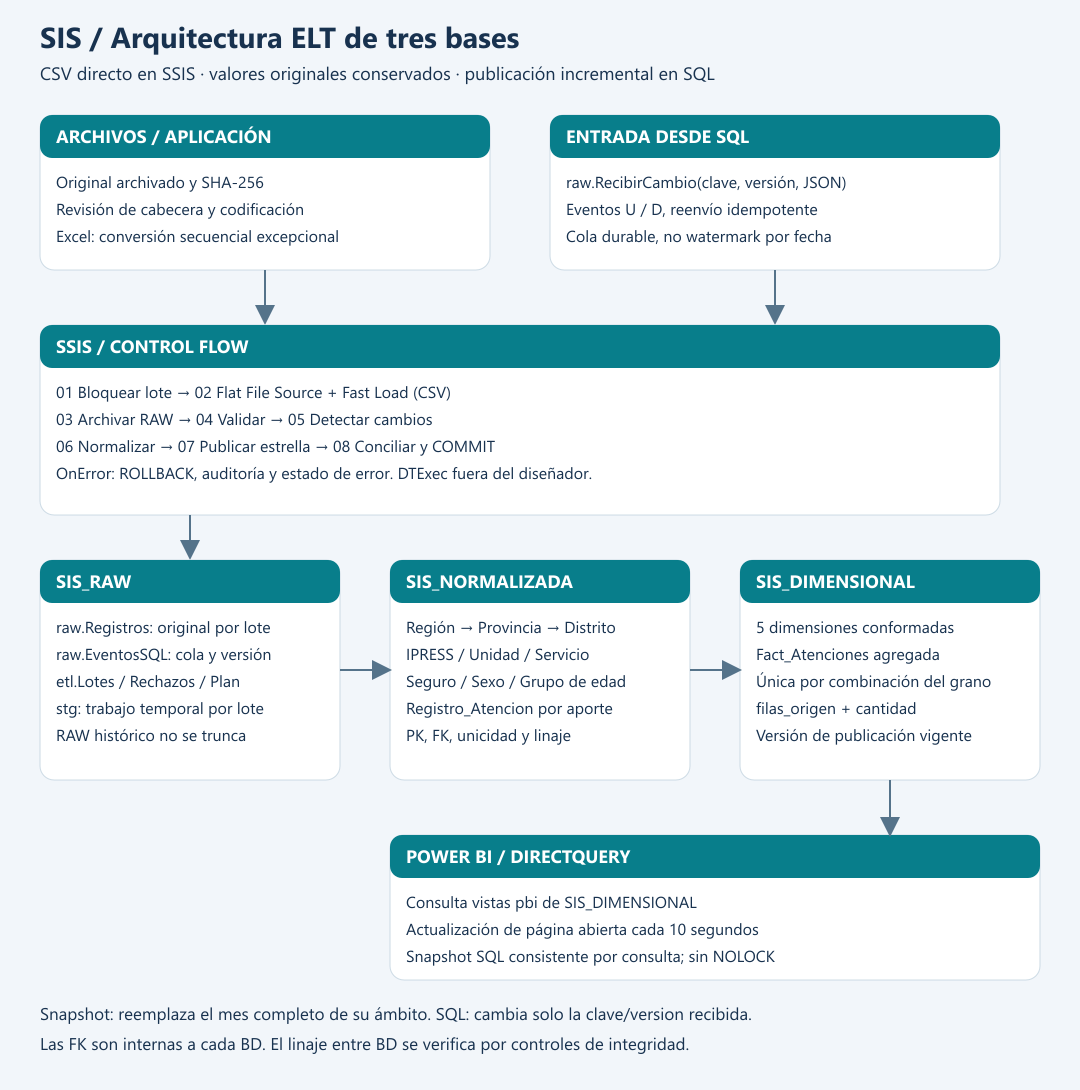 SIS / Arquitectura ELT de tres bases
CSV directo en SSIS · valores originales conservados · publicación incremental en SQL
ARCHIVOS / APLICACIÓN
Original archivado y SHA-256
Revisión de cabecera y codificación
Excel: conversión secuencial excepcional
ENTRADA DESDE SQL
raw.RecibirCambio(clave, versión, JSON)
Eventos U / D, reenvío idempotente
Cola durable, no watermark por fecha
SSIS / CONTROL FLOW
01 Bloquear lote → 02 Flat File Source + Fast Load (CSV)
03 Archivar RAW → 04 Validar → 05 Detectar cambios
06 Normalizar → 07 Publicar estrella → 08 Conciliar y COMMIT
OnError: ROLLBACK, auditoría y estado de error. DTExec fuera del diseñador.
SIS_RAW
raw.Registros: original por lote
raw.EventosSQL: cola y versión
etl.Lotes / Rechazos / Plan
stg: trabajo temporal por lote
RAW histórico no se trunca
SIS_NORMALIZADA
Región → Provincia → Distrito
IPRESS / Unidad / Servicio
Seguro / Sexo / Grupo de edad
Registro_Atencion por aporte
PK, FK, unicidad y linaje
SIS_DIMENSIONAL
5 dimensiones conformadas
Fact_Atenciones agregada
Única por combinación del grano
filas_origen + cantidad
Versión de publicación vigente
POWER BI / DIRECTQUERY
Consulta vistas pbi de SIS_DIMENSIONAL
Actualización de página abierta cada 10 segundos
Snapshot SQL consistente por consulta; sin NOLOCK
Snapshot: reemplaza el mes completo de su ámbito. SQL: cambia solo la clave/version recibida.
Las FK son internas a cada BD. El linaje entre BD se verifica por controles de integridad.